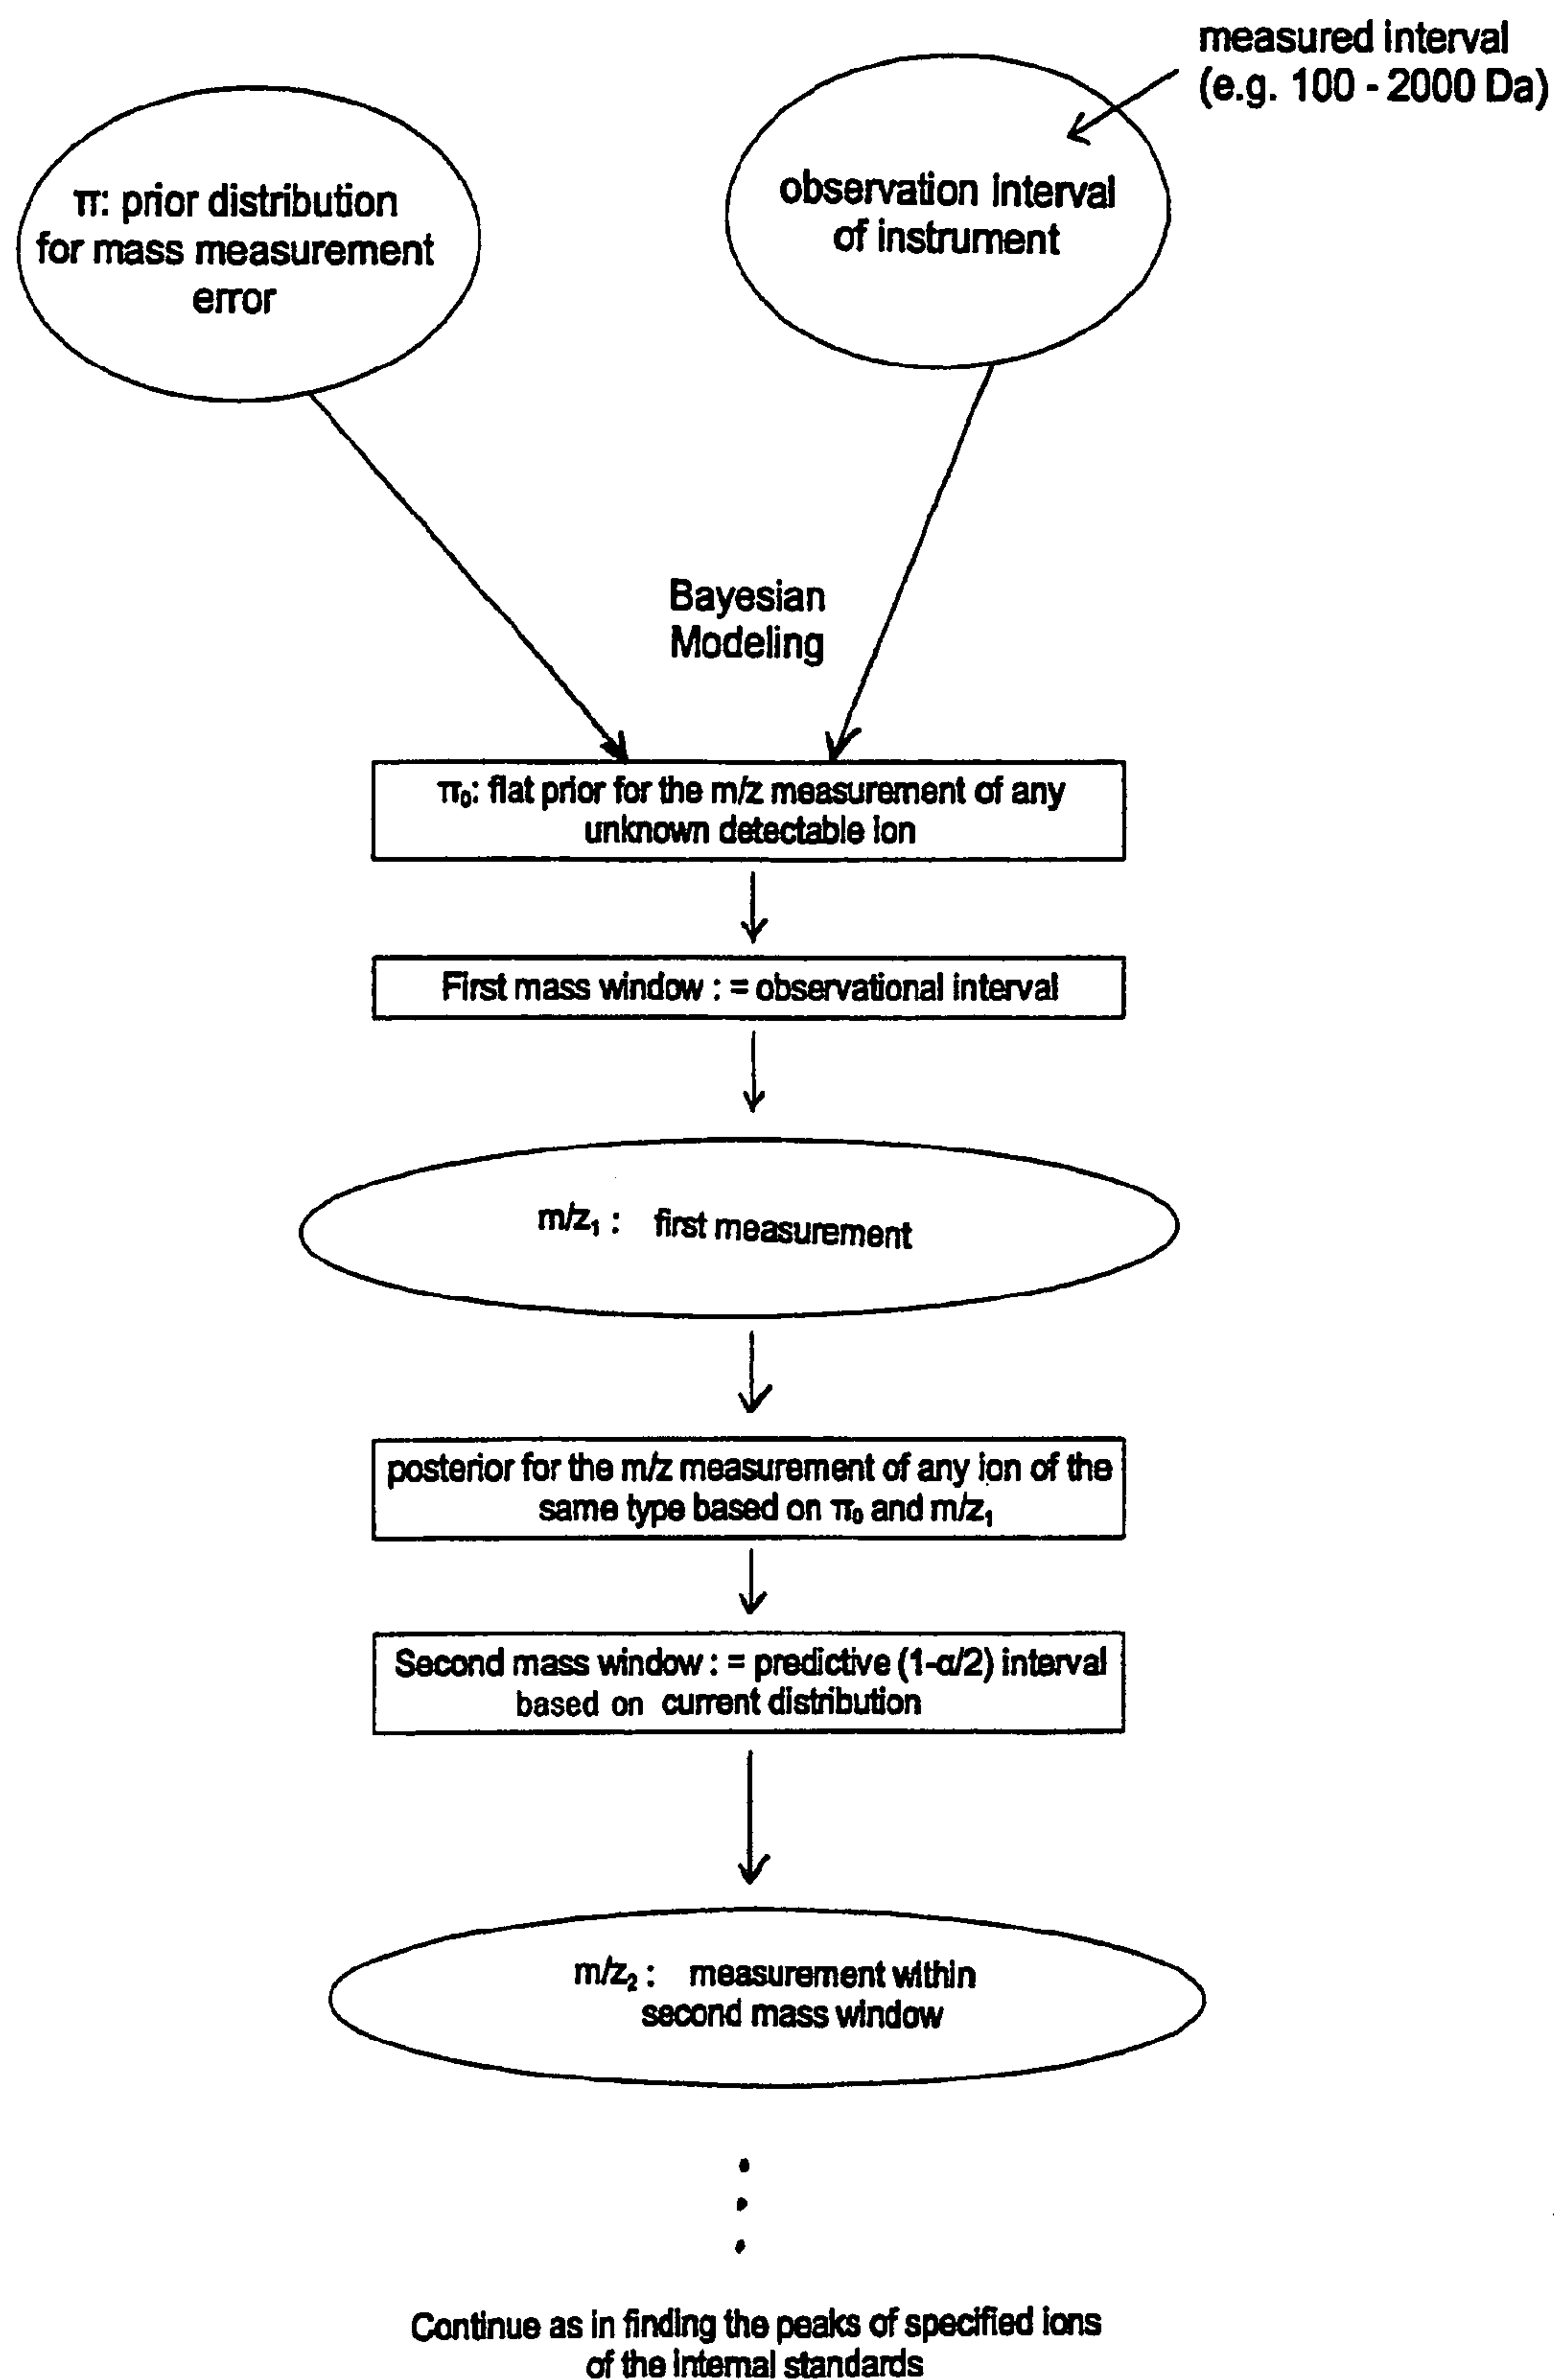 measured interval
(e.g. 100 - 2000 Da)
π: prior distribution
for mass measurement
error
observation interval
of instrument
Bayesian
Modeling
π₀: flat prior for the m/z measurement of any
unknown detectable ion
First mass window : = observational interval
m/z₁ : first measurement
posterior for the m/z measurement of any ion of the
same type based on π₀ and m/z₁
Second mass window : = predictive (1-α/2) interval
based on current distribution
m/z₂ : measurement within
second mass window
Continue as in finding the peaks of specified ions
of the internal standards